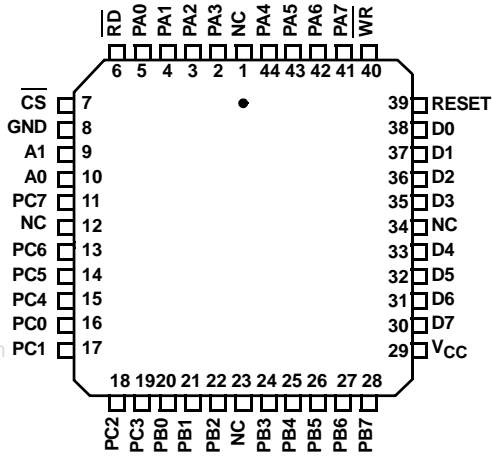 R̅D̅ PA0 PA1 PA2 PA3 NC PA4 PA5 PA6 PA7 W̅R̅
6 5 4 3 2 1 44 43 42 41 40
C̅S̅ 7 39 RESET
GND 8 38 D0
A1 9 37 D1
A0 10 36 D2
PC7 11 35 D3
NC 12 34 NC
PC6 13 33 D4
PC5 14 32 D5
PC4 15 31 D6
PC0 16 30 D7
PC1 17 29 VCC
18 19 20 21 22 23 24 25 26 27 28
PC2 PC3 PB0 PB1 PB2 NC PB3 PB4 PB5 PB6 PB7